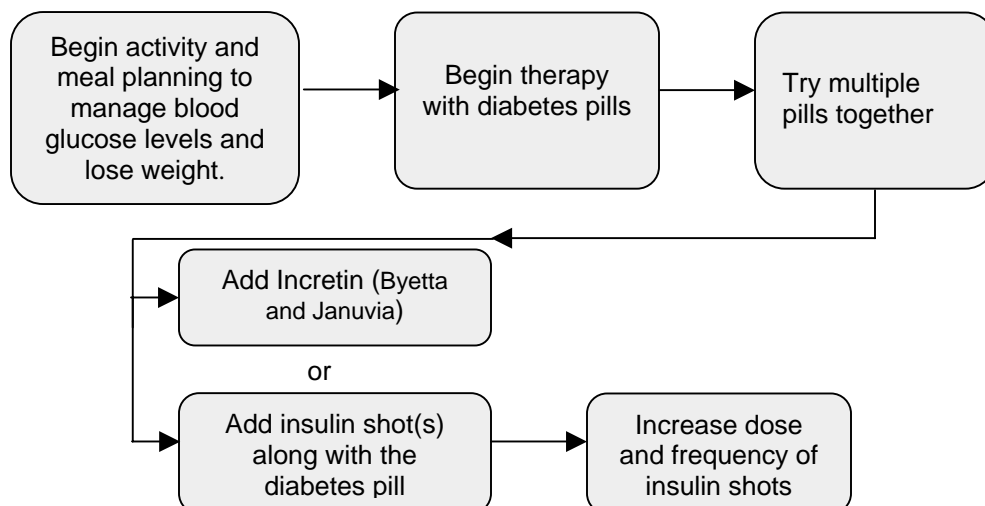 Begin activity and
meal planning to
manage blood
glucose levels and
lose weight.
Begin therapy
with diabetes pills
Try multiple
pills together
Add Incretin (Byetta
and Januvia)
or
Add insulin shot(s)
along with the
diabetes pill
Increase dose
and frequency of
insulin shots